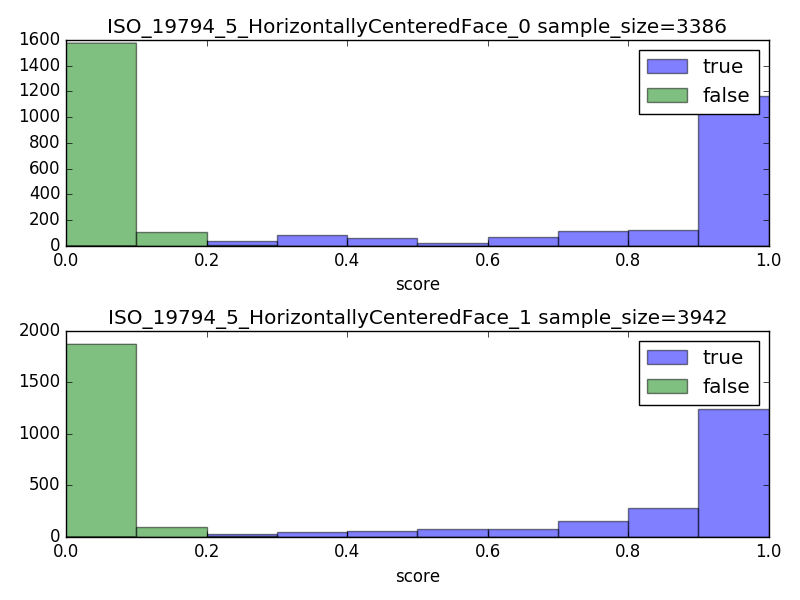 ISO_19794_5_HorizontallyCenteredFace_0 sample_size=3386
1600
1400
1200
1000
800
600
400
200
0
true
false
0.0 0.2 0.4 0.6 0.8 1.0
score
ISO_19794_5_HorizontallyCenteredFace_1 sample_size=3942
2000
1500
1000
500
0
true
false
0.0 0.2 0.4 0.6 0.8 1.0
score